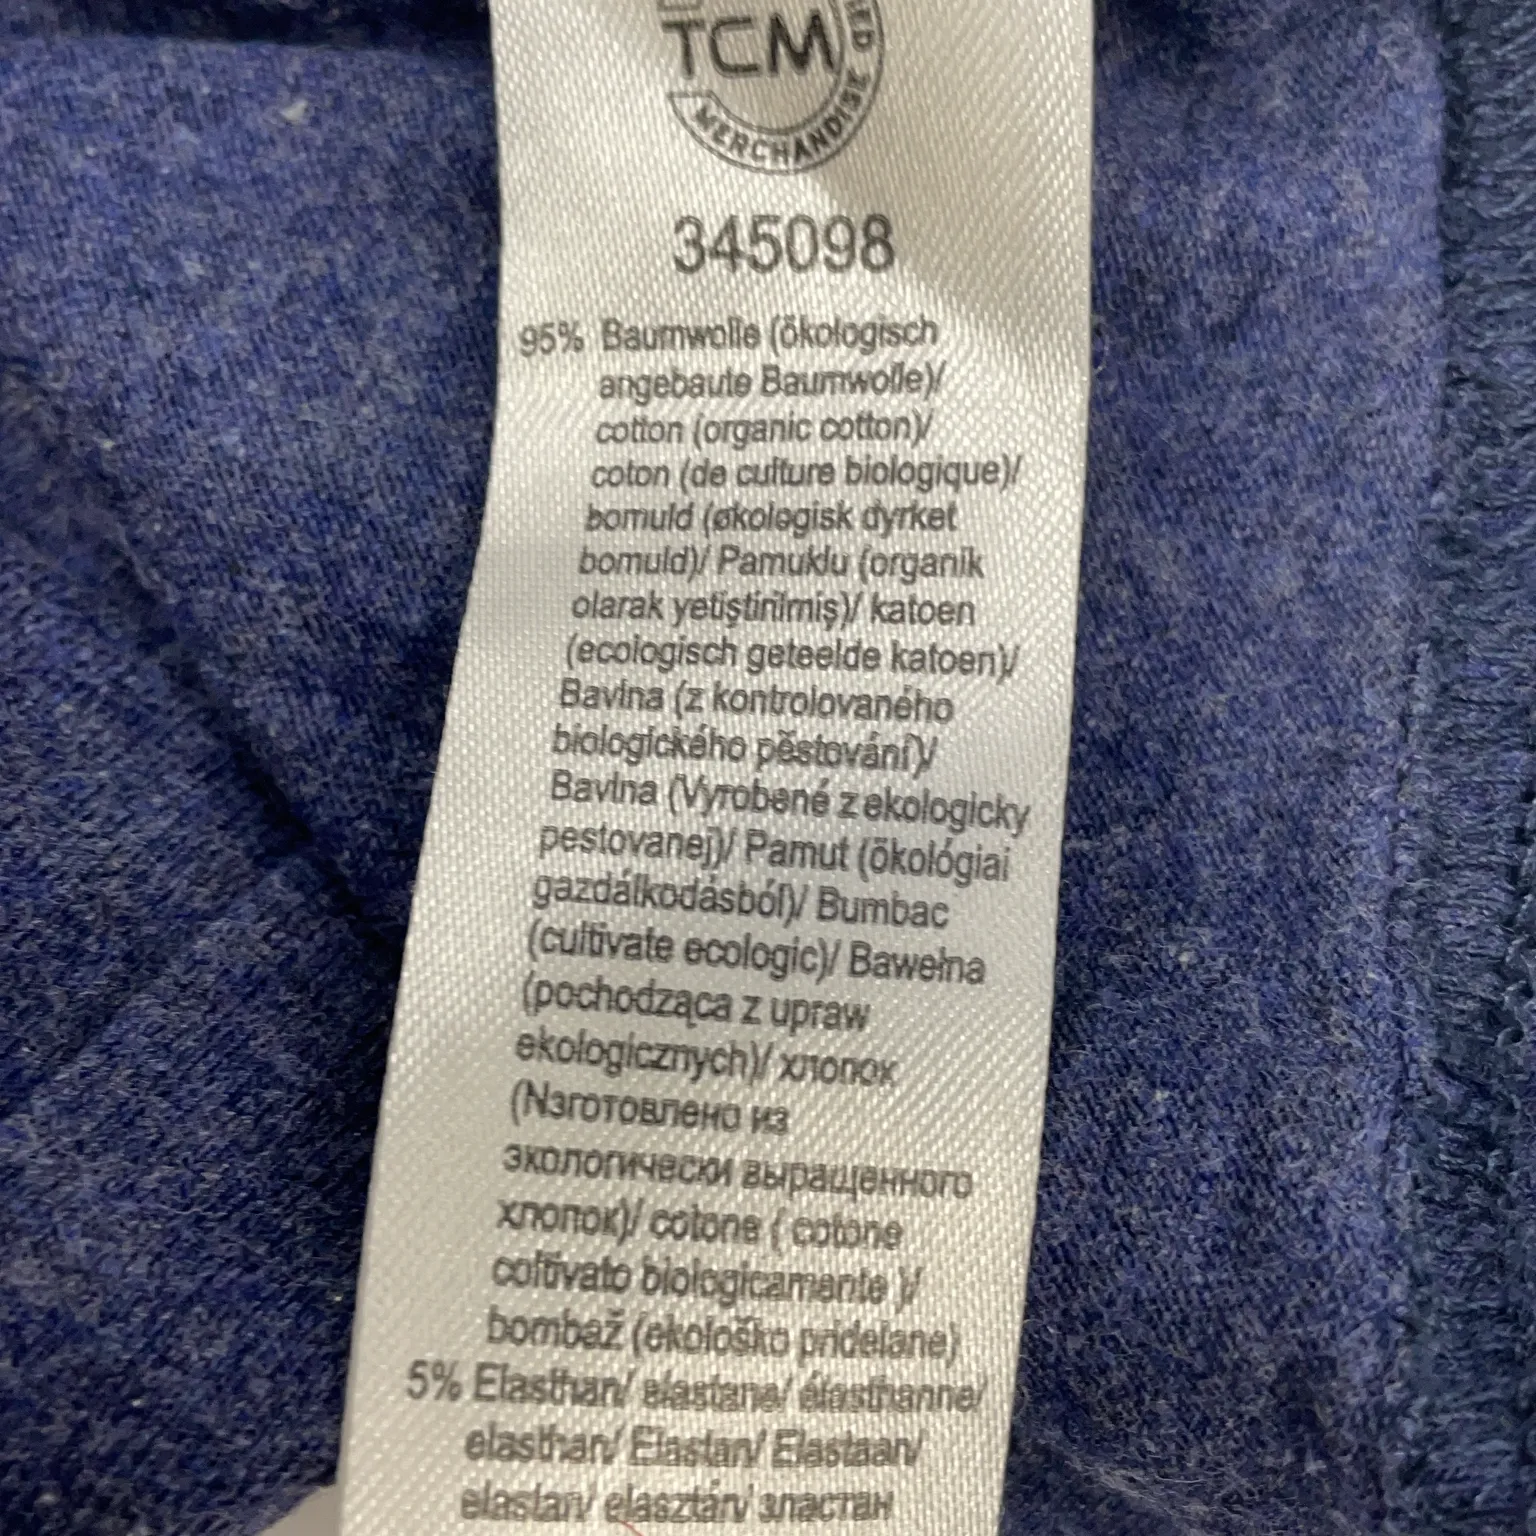 TCM
MERCHANDISE
345098
95% Baumwolle (ökologisch
angebaute Baumwolle)/
cotton (organic cotton)/
coton (de culture biologique)/
bomuld (økologisk dyrket
bomuld)/ Pamuklu (organik
olarak yetiştirilmiş)/ katoen
(ecologisch geteelde katoen)/
Bavlna (z kontrolovaného
biologického pěstování)/
Bavlna (Vyrobené z ekologicky
pestovanej)/ Pamut (ökológiai
gazdálkodásból)/ Bumbac
(cultivate ecologic)/ Bawełna
(pochodząca z upraw
ekologicznych)/ хлопок
(Nзготовлено из
экологически выращенного
хлопок)/ cotone ( cotone
coltivato biologicamente )/
bombaž (ekološko pridelane)
5% Elasthan/ elastane/ élasthanne/
elasthan/ Elastan/ Elastaan/
elastan/ elasztán/ эластан